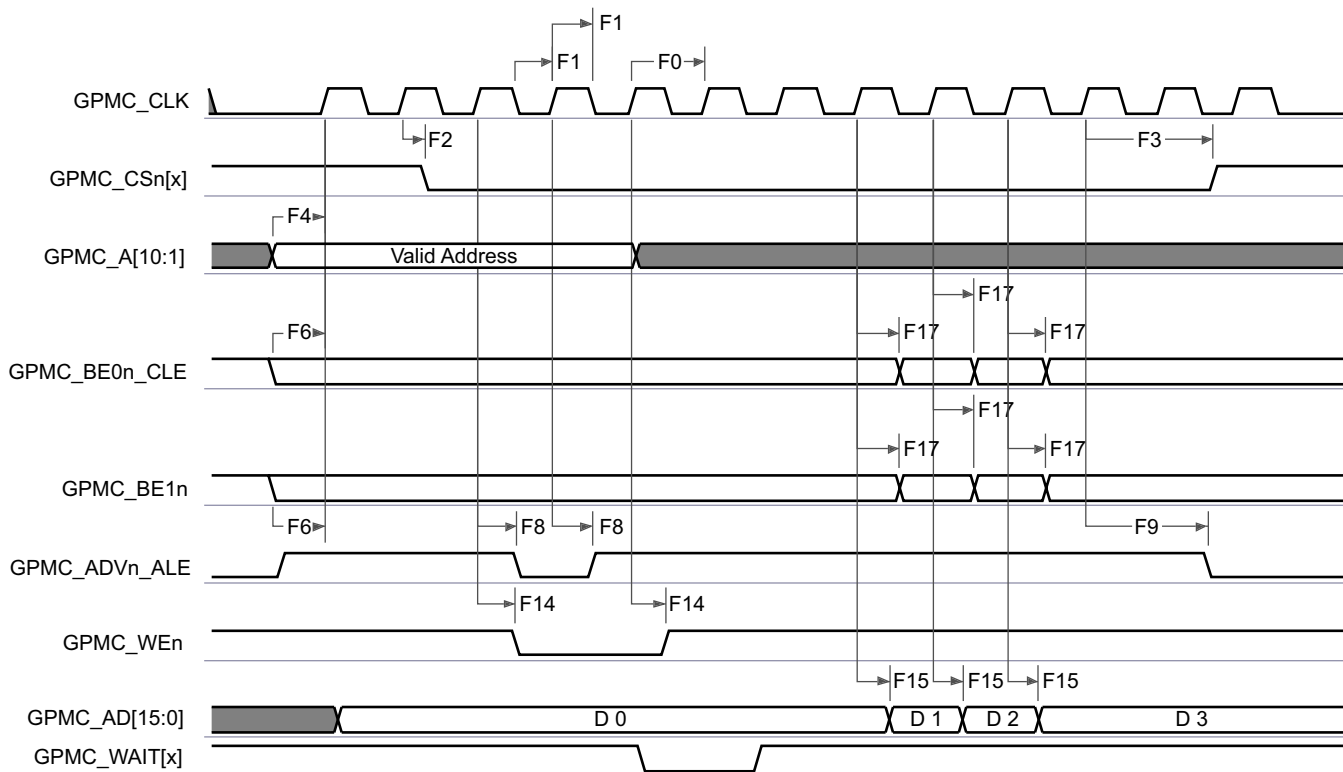 F1
F1 F0
GPMC_CLK
F2 F3
GPMC_CSn[x]
F4
GPMC_A[10:1] Valid Address
F17
F6 F17 F17
GPMC_BE0n_CLE
F17
F17 F17
GPMC_BE1n
F6 F8 F8 F9
GPMC_ADVn_ALE
F14 F14
GPMC_WEn
F15 F15 F15
GPMC_AD[15:0] D 0 D 1 D 2 D 3
GPMC_WAIT[x]